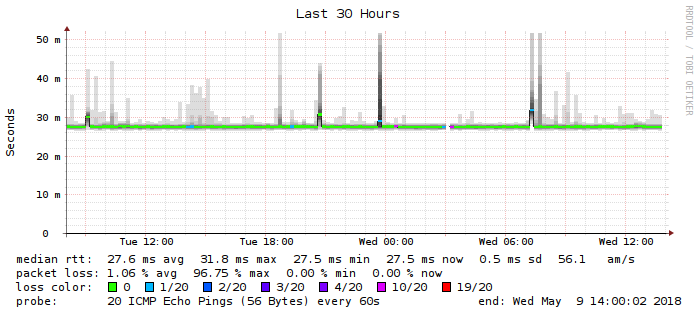 Last 30 Hours
RRDTOOL / TOBI OETIKER
Seconds
50 m
40 m
30 m
20 m
10 m
0
Tue 12:00 Tue 18:00 Wed 00:00 Wed 06:00 Wed 12:00
median rtt: 27.6 ms avg 31.8 ms max 27.5 ms min 27.5 ms now 0.5 ms sd 56.1 am/s
packet loss: 1.06 % avg 96.75 % max 0.00 % min 0.00 % now
loss color: 0 1/20 2/20 3/20 4/20 10/20 19/20
probe: 20 ICMP Echo Pings (56 Bytes) every 60s end: Wed May 9 14:00:02 2018